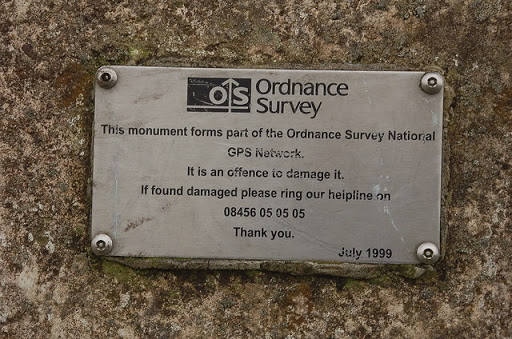 OS Ordnance
Survey
This monument forms part of the Ordnance Survey National
GPS Network.
It is an offence to damage it.
If found damaged please ring our helpline on
08456 05 05 05
Thank you.
July 1999